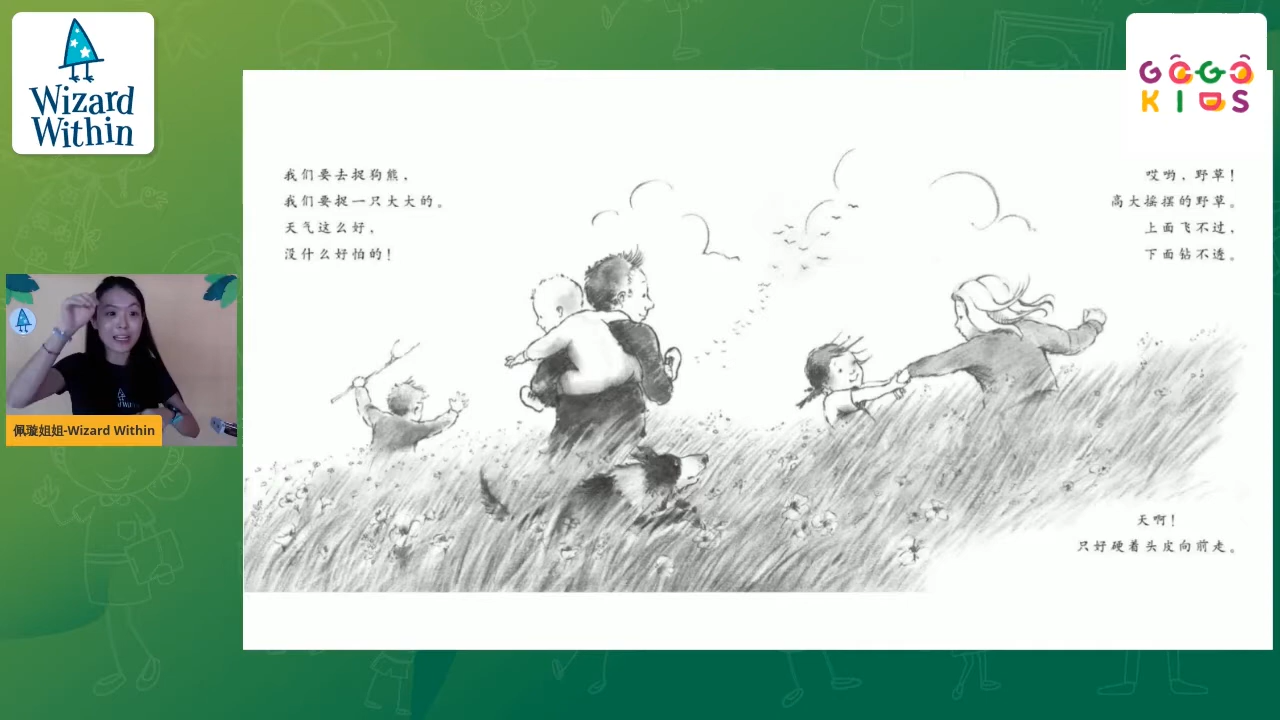 Wizard
Within
GOGO
KIDS
我们要去捉狗熊，
我们要捉一只大大的。
天气这么好，
没什么好怕的！
哎哟，野草！
高大摇摆的野草。
上面飞不过，
下面钻不透。
天啊！
只好硬着头皮向前走。
佩璇姐姐-Wizard Within